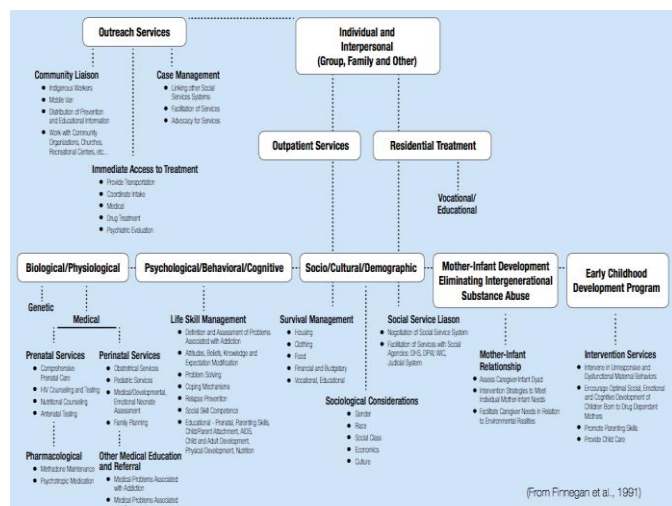 Outreach Services
Individual and
Interpersonal
(Group, Family and Other)
Community Liaison
• Indigenous Workers
• Mobile Van
• Distribution of Prevention
and Educational Information
• Work with Community
Organizations, Churches,
Recreational Centers, etc...
Case Management
• Linking other Social
Services Systems
• Facilitation of Services
• Advocacy for Services
Outpatient Services
Residential Treatment
Immediate Access to Treatment
• Provide Transportation
• Coordinate Intake
• Medical
• Drug Treatment
• Psychiatric Evaluation
Vocational/
Educational
Biological/Physiological
Psychological/Behavioral/Cognitive
Socio/Cultural/Demographic
Mother-Infant Development
Eliminating Intergenerational
Substance Abuse
Early Childhood
Development Program
Genetic
Medical
Prenatal Services
• Comprehensive
Prenatal Care
• HIV Counseling and Testing
• Nutritional Counseling
• Antenatal Testing
Perinatal Services
• Obstetrical Services
• Pediatric Services
• Medical/Developmental,
Emotional Neonate
Assessment
• Family Planning
Pharmacological
• Methadone Maintenance
• Psychotropic Medication
Other Medical Education
and Referral
• Medical Problems Associated
with Addiction
• Medical Problems Associated
Life Skill Management
• Definition and Assessment of Problems
Associated with Addiction
• Attitudes, Beliefs, Knowledge and
Expectation Modification
• Problem Solving
• Coping Mechanisms
• Relapse Prevention
• Social Skill Competence
• Educational - Prenatal, Parenting Skills,
Child/Parent Attachment, AIDS,
Child and Adult Development,
Physical Development, Nutrition
Survival Management
• Housing
• Clothing
• Food
• Financial and Budgetary
• Vocational, Educational
Sociological Considerations
• Gender
• Race
• Social Class
• Economics
• Culture
Social Service Liason
• Negotiation of Social Service System
• Facilitation of Services with Social
Agencies: DHS, DPW, WIC,
Judicial System
Mother-Infant
Relationship
• Assess Caregiver-Infant Dyad
• Intervention Strategies to Meet
Individual Mother-Infant Needs
• Facilitate Caregiver Needs in Relation
to Environmental Realities
Intervention Services
• Intervene in Unresponsive and
Dysfunctional Maternal Behaviors
• Encourage Optimal Social, Emotional
and Cognitive Development of
Children Born to Drug Dependent
Mothers
• Promote Parenting Skills
• Provide Child Care
(From Finnegan et al., 1991)